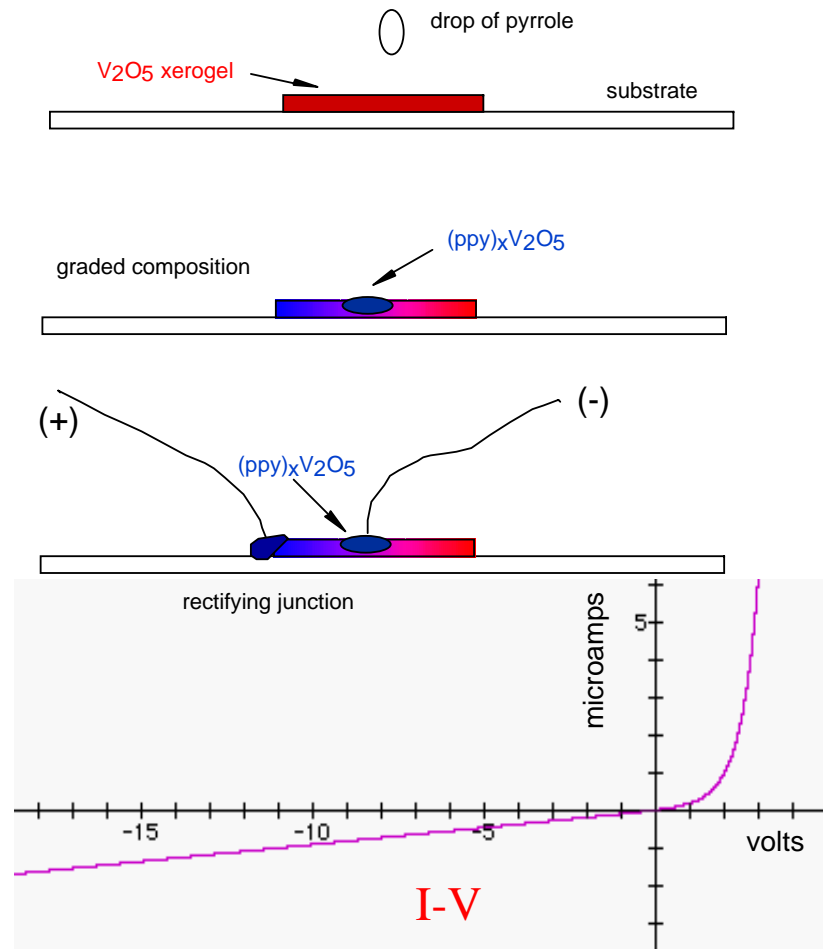 drop of pyrrole
V2O5 xerogel
substrate
(ppy)xV2O5
graded composition
(+)
(-)
(ppy)xV2O5
rectifying junction
microamps
5
-15
-10
-5
volts
I-V